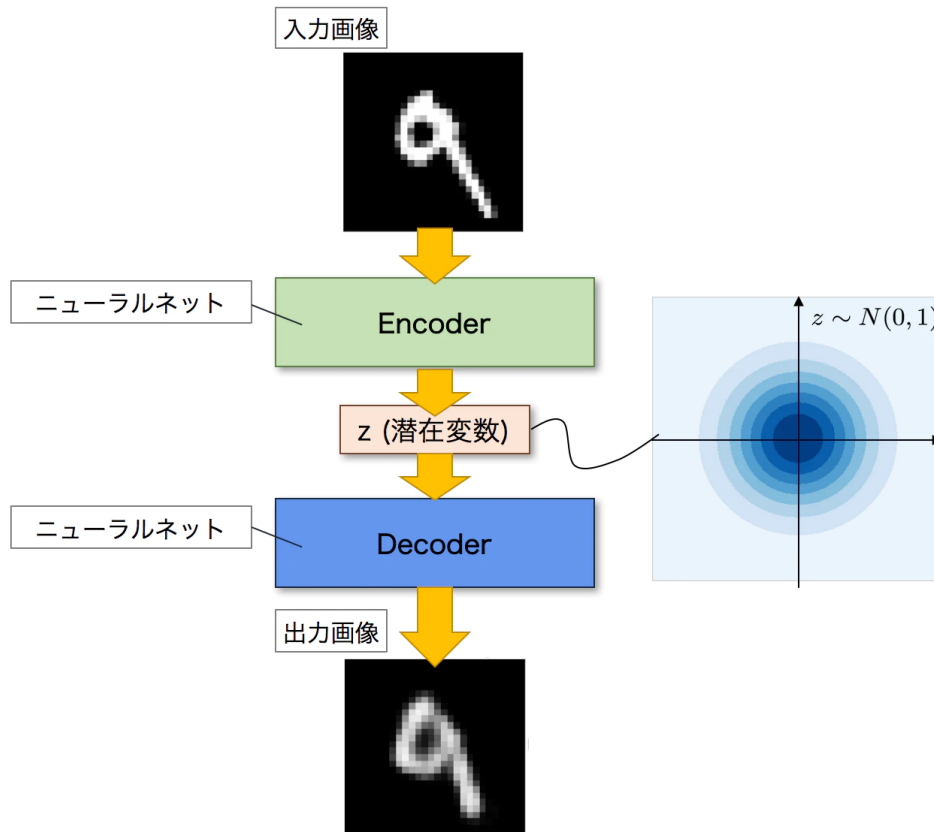 入力画像
ニューラルネット
Encoder
z ~ N(0, 1)
z (潜在変数)
ニューラルネット
Decoder
出力画像